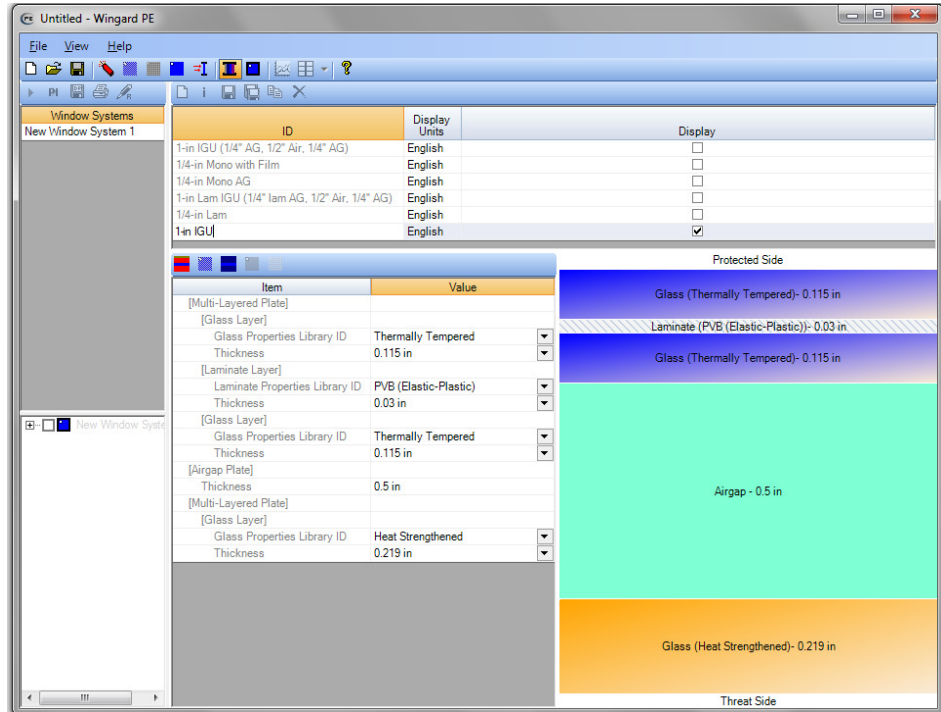 Untitled - Wingard PE
File View Help
PI
Window Systems
New Window System 1
ID Display Units Display
1-in IGU (1/4" AG, 1/2" Air, 1/4" AG) English
1/4-in Mono with Film English
1/4-in Mono AG English
1-in Lam IGU (1/4" lam AG, 1/2" Air, 1/4" AG) English
1/4-in Lam English
1-in IGU English
New Window Syste
Item Value
[Multi-Layered Plate]
[Glass Layer]
Glass Properties Library ID Thermally Tempered
Thickness 0.115 in
[Laminate Layer]
Laminate Properties Library ID PVB (Elastic-Plastic)
Thickness 0.03 in
[Glass Layer]
Glass Properties Library ID Thermally Tempered
Thickness 0.115 in
[Airgap Plate]
Thickness 0.5 in
[Multi-Layered Plate]
[Glass Layer]
Glass Properties Library ID Heat Strengthened
Thickness 0.219 in
Protected Side
Glass (Thermally Tempered)- 0.115 in
Laminate (PVB (Elastic-Plastic))- 0.03 in
Glass (Thermally Tempered)- 0.115 in
Airgap - 0.5 in
Glass (Heat Strengthened)- 0.219 in
Threat Side